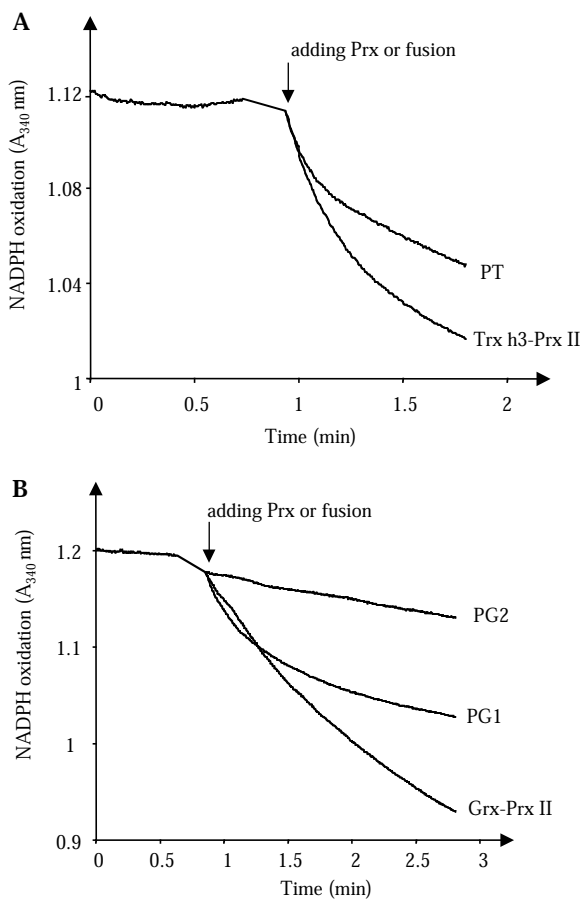 A
adding Prx or fusion
NADPH oxidation (A340 nm)
1.12
1.08
1.04
1
PT
Trx h3-Prx II
0 0.5 1 1.5 2
Time (min)
B
adding Prx or fusion
NADPH oxidation (A340 nm)
1.2
1.1
1
0.9
PG2
PG1
Grx-Prx II
0 0.5 1 1.5 2 2.5 3
Time (min)